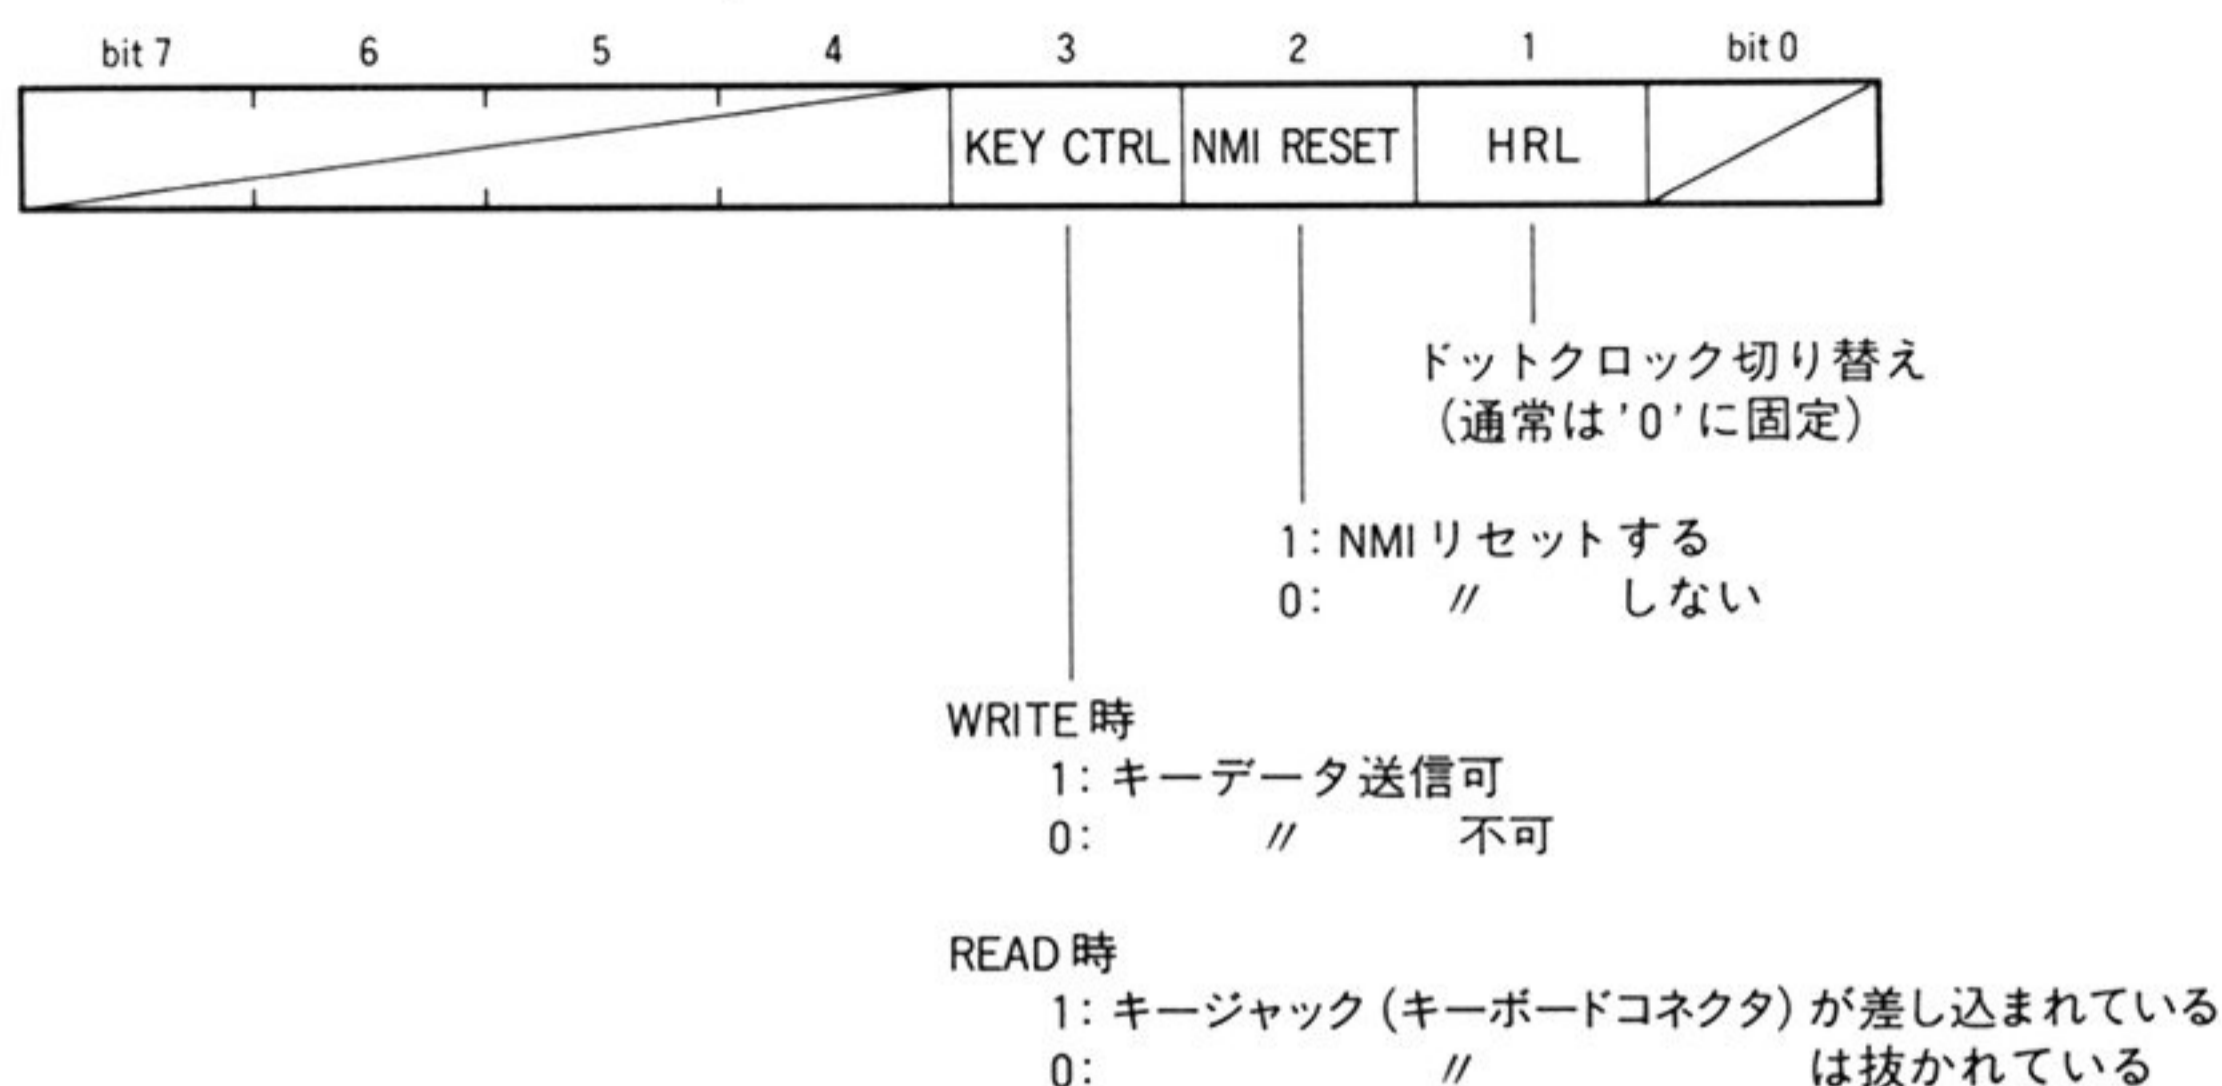 bit 7 6 5 4 3 2 1 bit 0
KEY CTRL NMI RESET HRL
ドットクロック切り替え
(通常は'0'に固定)
1: NMIリセットする
0: 〃 しない
WRITE時
1: キーデータ送信可
0: 〃 不可
READ時
1: キージャック (キーボードコネクタ) が差し込まれている
0: 〃 は抜かれている